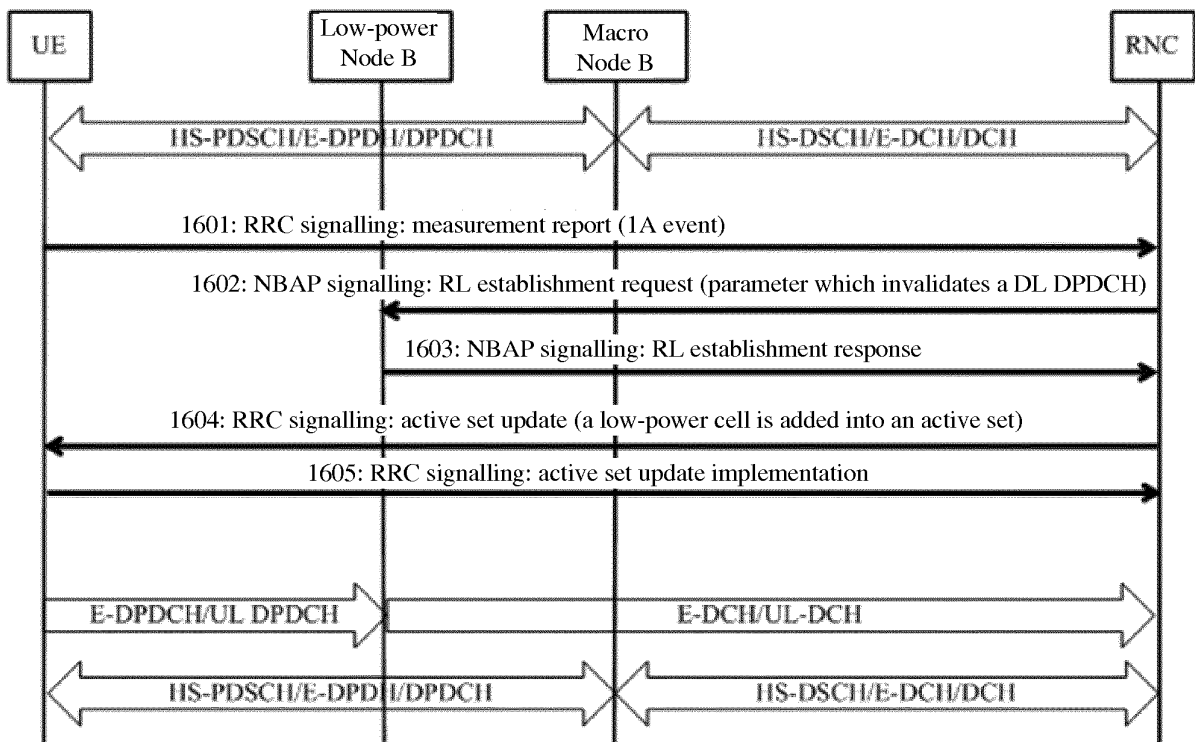 UE
Low-power
Node B
Macro
Node B
RNC
HS-PDSCH/E-DPDH/DPDCH
HS-DSCH/E-DCH/DCH
1601: RRC signalling: measurement report (1A event)
1602: NBAP signalling: RL establishment request (parameter which invalidates a DL DPDCH)
1603: NBAP signalling: RL establishment response
1604: RRC signalling: active set update (a low-power cell is added into an active set)
1605: RRC signalling: active set update implementation
E-DPDCH/UL DPDCH
E-DCH/UL-DCH
HS-PDSCH/E-DPDH/DPDCH
HS-DSCH/E-DCH/DCH